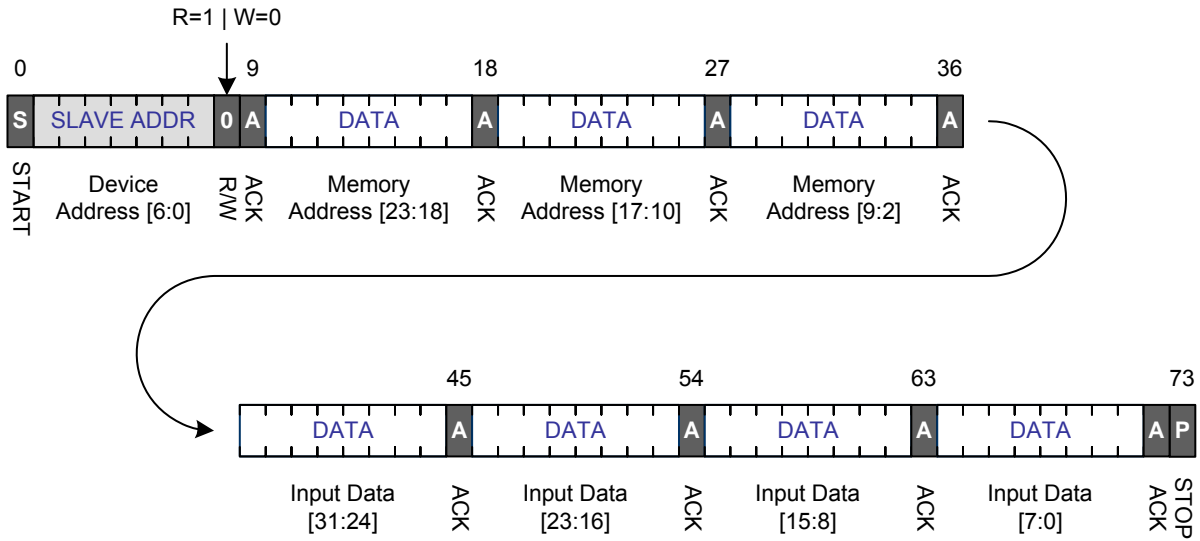 R=1 | W=0
0 9 18 27 36
S SLAVE ADDR 0 A DATA A DATA A DATA A
START Device Address [6:0] R/W ACK Memory Address [23:18] ACK Memory Address [17:10] ACK Memory Address [9:2] ACK
45 54 63 73
DATA A DATA A DATA A DATA A P
Input Data [31:24] ACK Input Data [23:16] ACK Input Data [15:8] ACK Input Data [7:0] ACK STOP